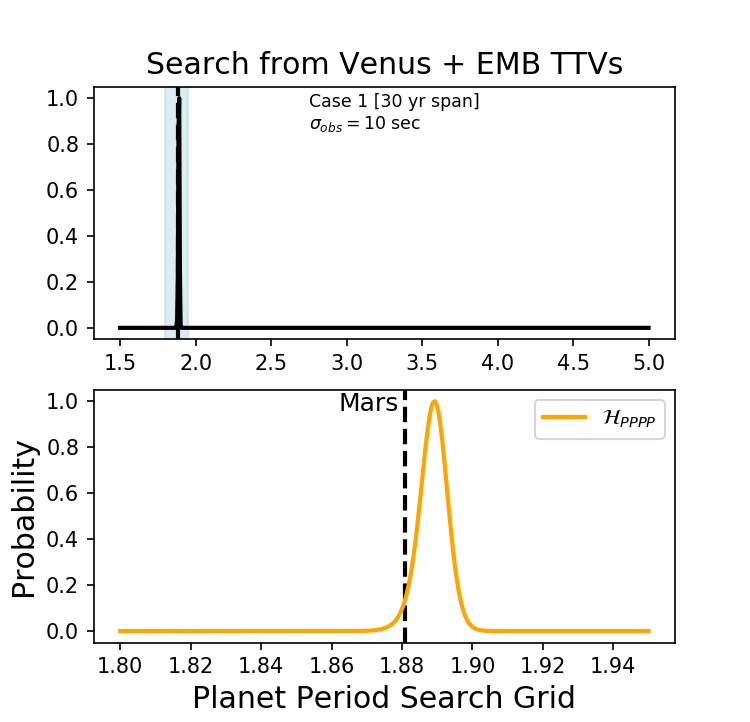 Search from Venus + EMB TTVs
Case 1 [30 yr span]
σobs = 10 sec
1.0
0.8
0.6
0.4
0.2
0.0
1.5 2.0 2.5 3.0 3.5 4.0 4.5 5.0
Mars
ℋPPPP
1.0
0.8
0.6
0.4
0.2
0.0
Probability
1.80 1.82 1.84 1.86 1.88 1.90 1.92 1.94
Planet Period Search Grid